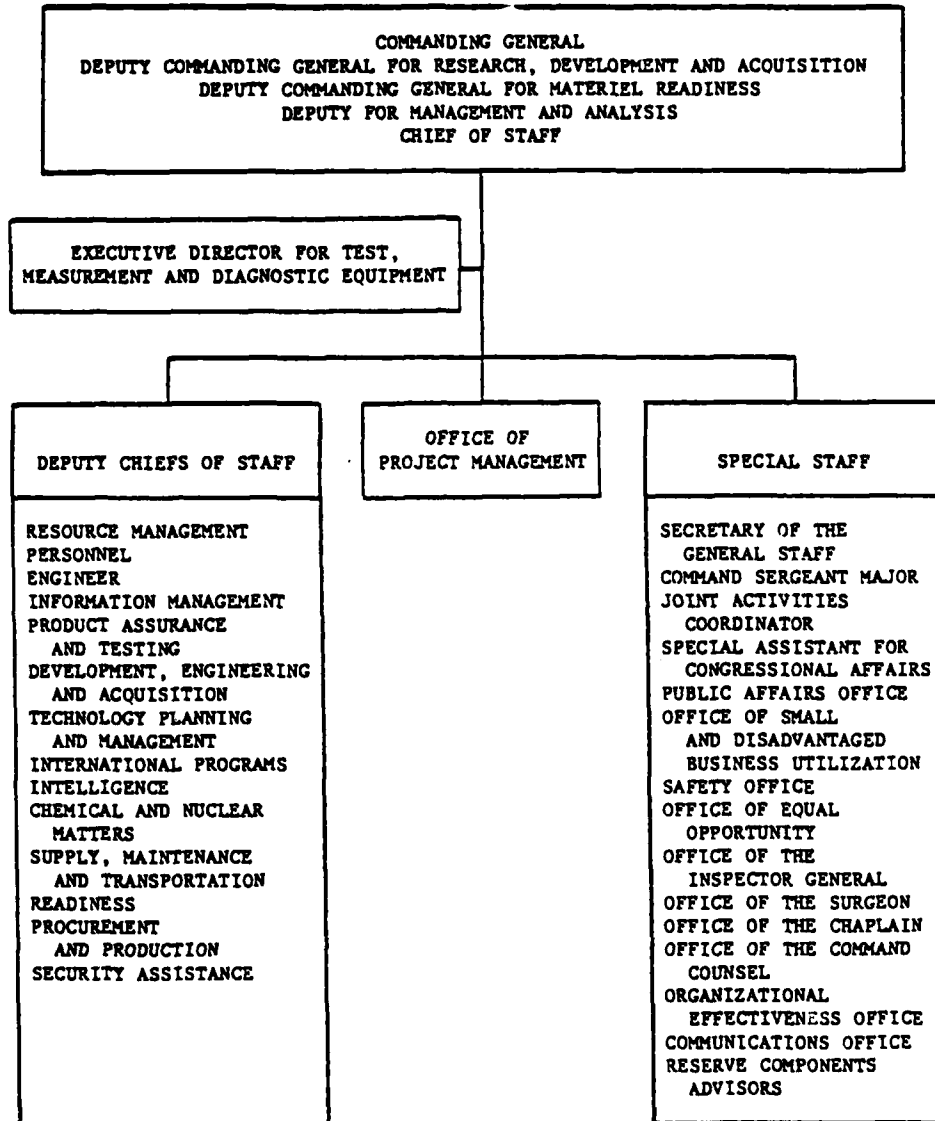 COMMANDING GENERAL
DEPUTY COMMANDING GENERAL FOR RESEARCH, DEVELOPMENT AND ACQUISITION
DEPUTY COMMANDING GENERAL FOR MATERIEL READINESS
DEPUTY FOR MANAGEMENT AND ANALYSIS
CHIEF OF STAFF
EXECUTIVE DIRECTOR FOR TEST,
MEASUREMENT AND DIAGNOSTIC EQUIPMENT
DEPUTY CHIEFS OF STAFF
RESOURCE MANAGEMENT
PERSONNEL
ENGINEER
INFORMATION MANAGEMENT
PRODUCT ASSURANCE
AND TESTING
DEVELOPMENT, ENGINEERING
AND ACQUISITION
TECHNOLOGY PLANNING
AND MANAGEMENT
INTERNATIONAL PROGRAMS
INTELLIGENCE
CHEMICAL AND NUCLEAR
MATTERS
SUPPLY, MAINTENANCE
AND TRANSPORTATION
READINESS
PROCUREMENT
AND PRODUCTION
SECURITY ASSISTANCE
OFFICE OF
PROJECT MANAGEMENT
SPECIAL STAFF
SECRETARY OF THE
GENERAL STAFF
COMMAND SERGEANT MAJOR
JOINT ACTIVITIES
COORDINATOR
SPECIAL ASSISTANT FOR
CONGRESSIONAL AFFAIRS
PUBLIC AFFAIRS OFFICE
OFFICE OF SMALL
AND DISADVANTAGED
BUSINESS UTILIZATION
SAFETY OFFICE
OFFICE OF EQUAL
OPPORTUNITY
OFFICE OF THE
INSPECTOR GENERAL
OFFICE OF THE SURGEON
OFFICE OF THE CHAPLAIN
OFFICE OF THE COMMAND
COUNSEL
ORGANIZATIONAL
EFFECTIVENESS OFFICE
COMMUNICATIONS OFFICE
RESERVE COMPONENTS
ADVISORS